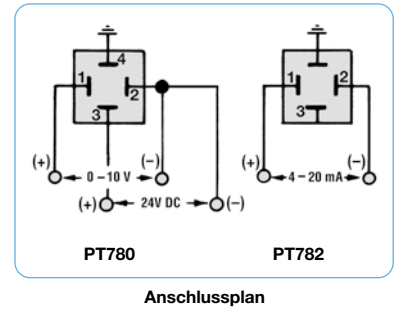 4
1
2
3
1
2
3
(+)
(–)
(+)
(–)
0 – 10 V
4 – 20 mA
(+)
24V DC
(–)
PT780
PT782
Anschlussplan